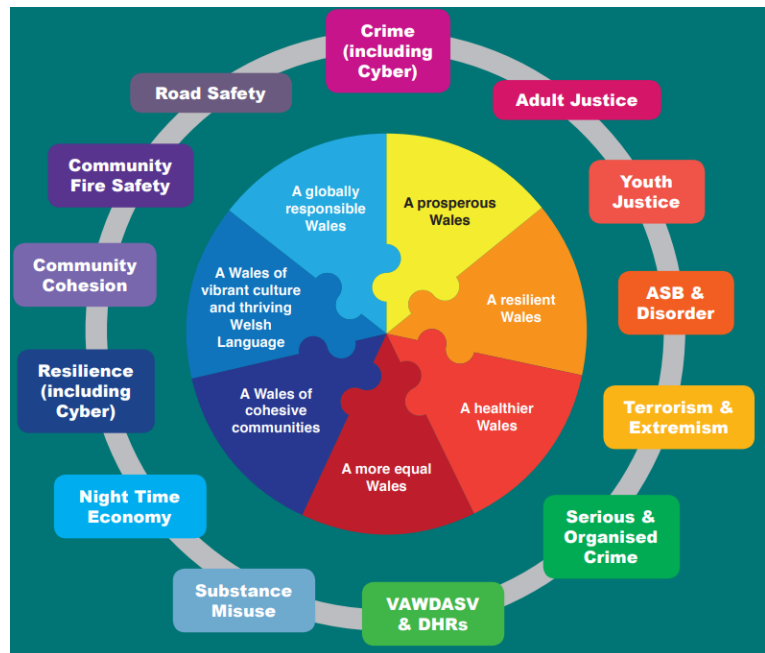 Crime
(including
Cyber)
Adult Justice
Youth
Justice
ASB &
Disorder
Terrorism &
Extremism
Serious &
Organised
Crime
VAWDASV
& DHRs
Substance
Misuse
Night Time
Economy
Resilience
(including
Cyber)
Community
Cohesion
Community
Fire Safety
Road Safety
A prosperous
Wales
A resilient
Wales
A healthier
Wales
A more equal
Wales
A Wales of
cohesive
communities
A Wales of
vibrant culture
and thriving
Welsh
Language
A globally
responsible
Wales